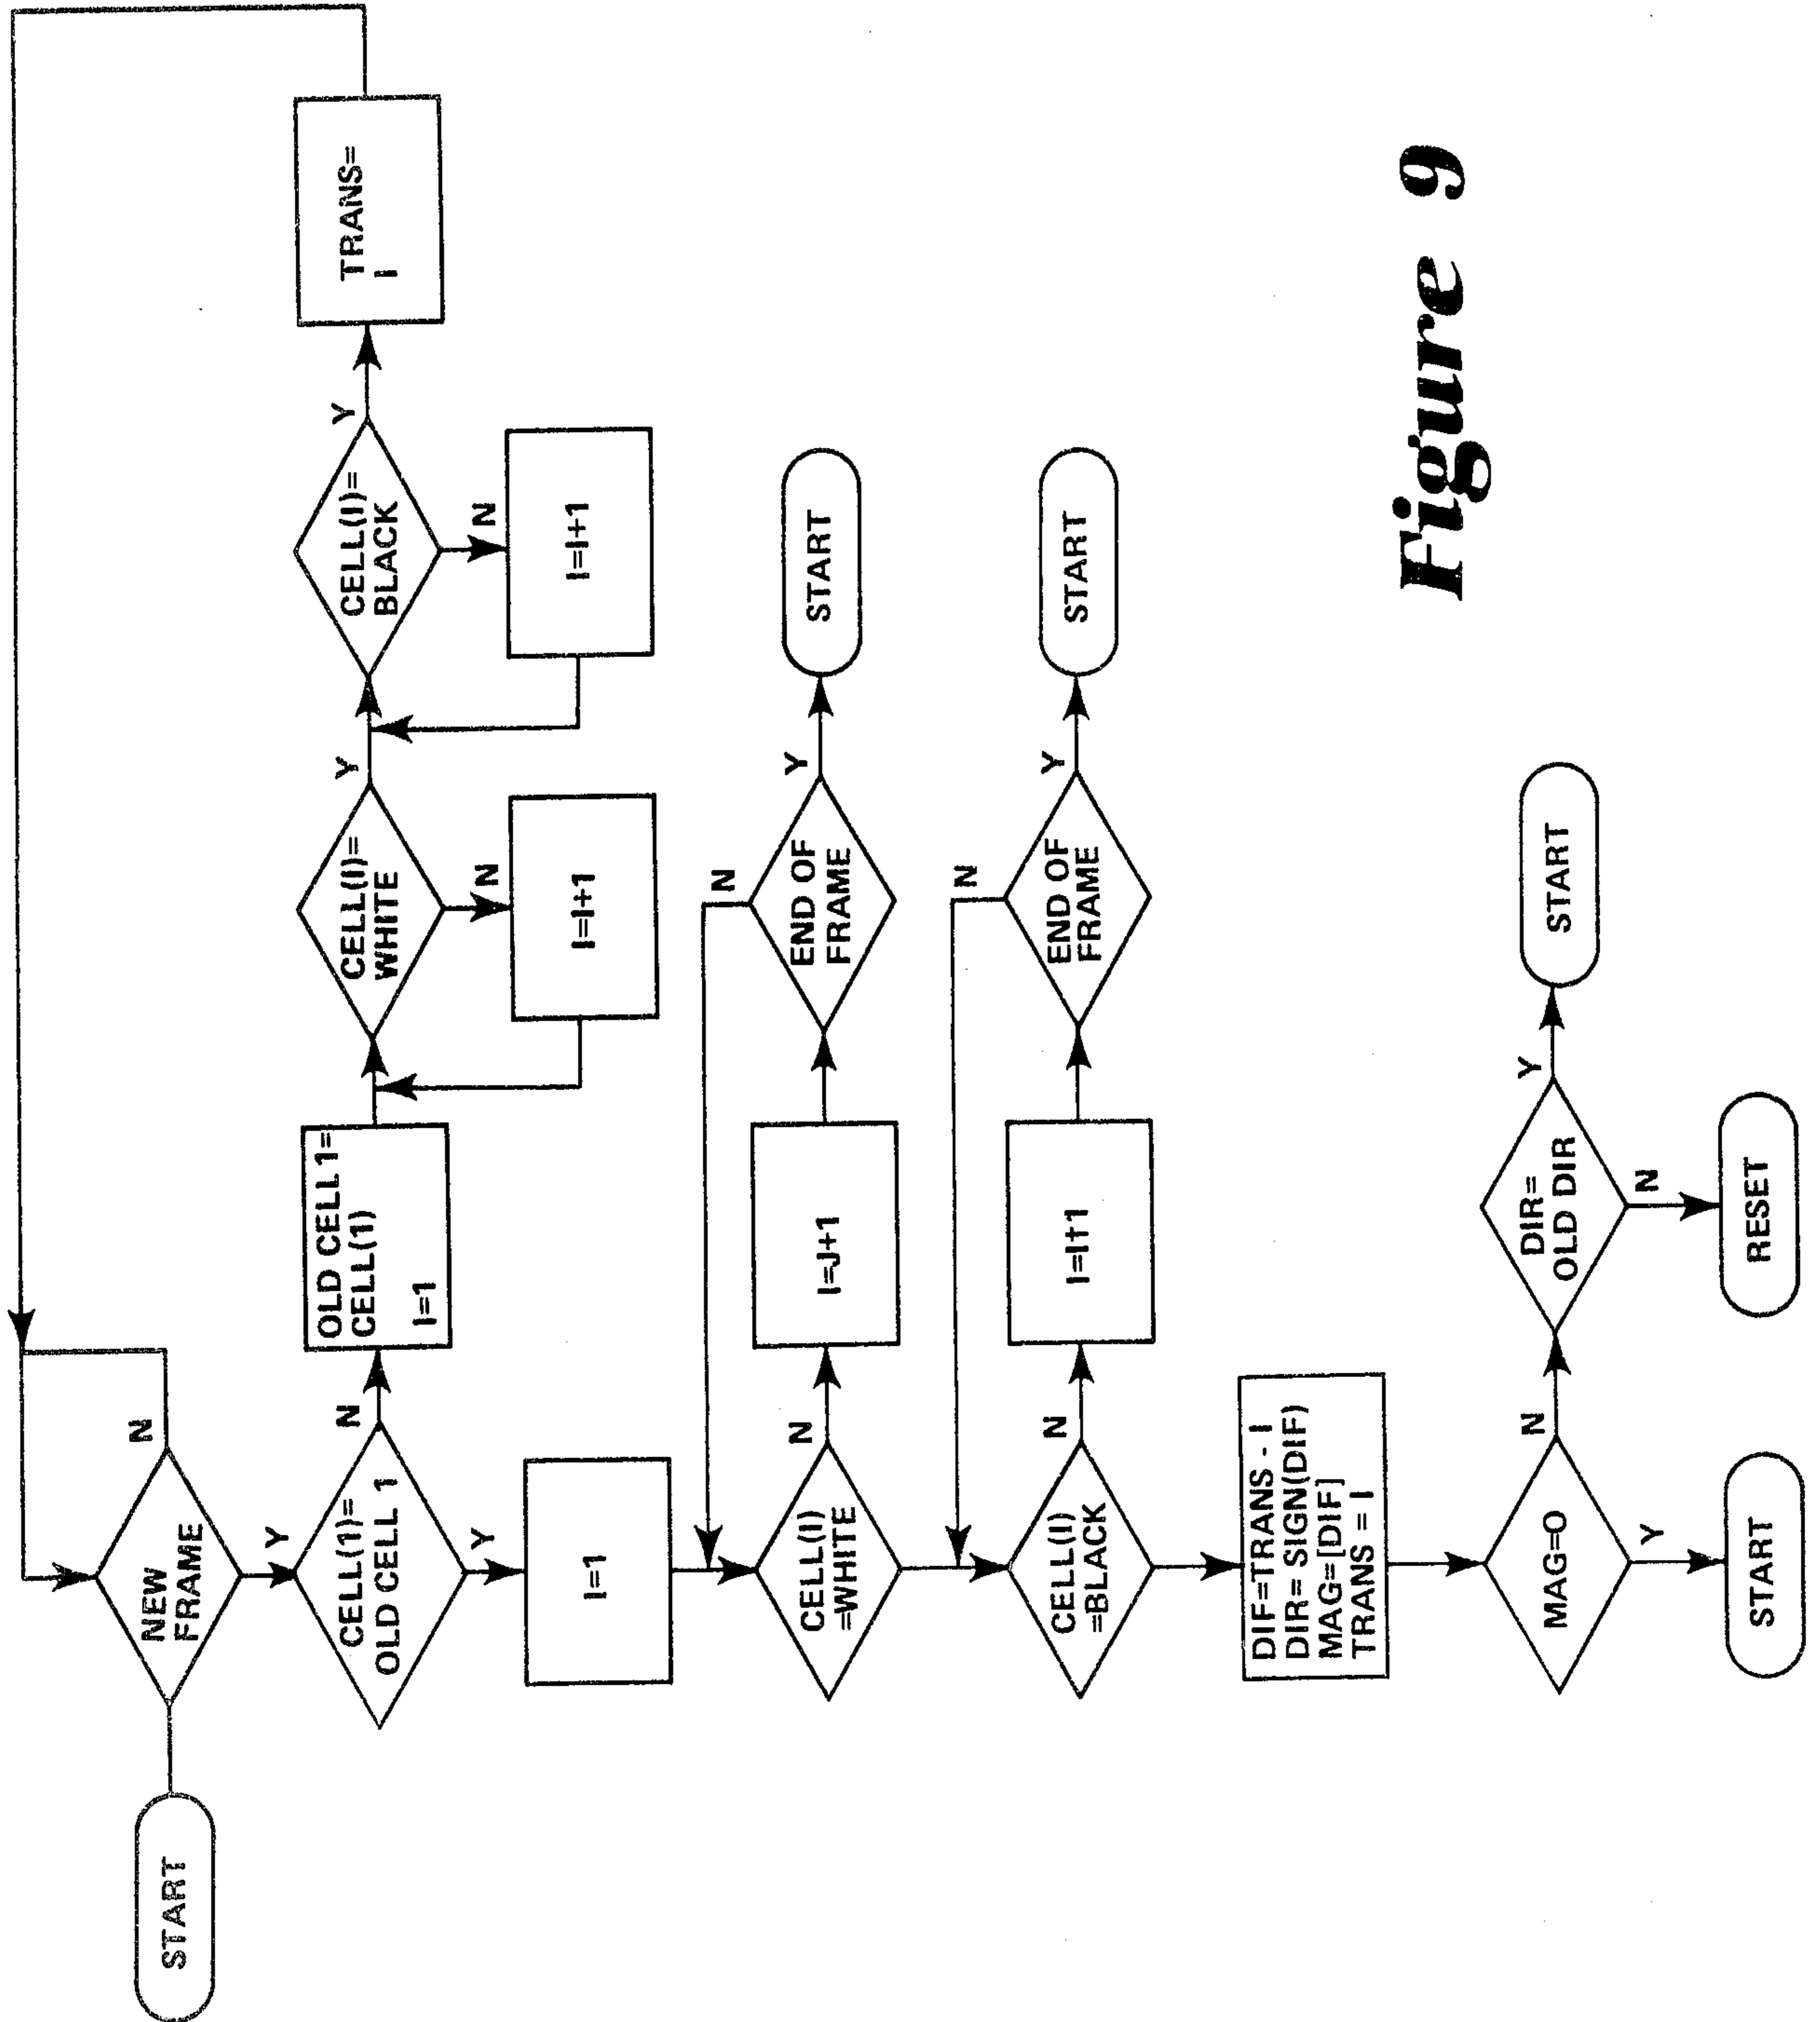 START
NEW
FRAME
N
Y
CELL(1)=
OLD CELL 1
N
OLD CELL1=
CELL(1)
I=1
CELL(I)=
WHITE
Y
N
I=I+1
CELL(I)=
BLACK
Y
N
I=I+1
TRANS=
I
Y
I=1
CELL(I)
=WHITE
N
I=J+1
END OF
FRAME
N
Y
START
CELL(I)
=BLACK
N
I=I+1
END OF
FRAME
N
Y
START
DIF=TRANS - I
DIR= SIGN(DIF)
MAG=[DIF]
TRANS = I
MAG=O
N
Y
START
DIR=
OLD DIR
Y
START
N
RESET
Figure 9